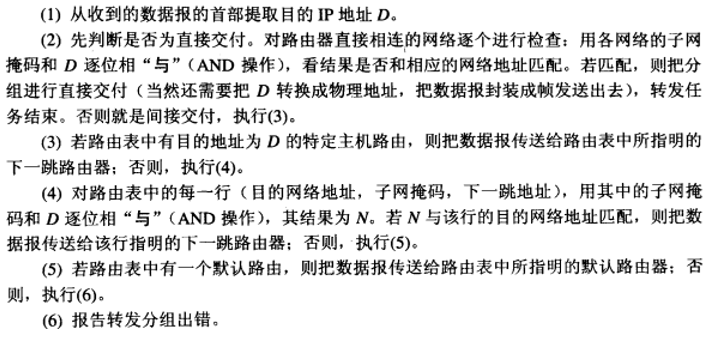 (1) 从收到的数据报的首部提取目的 IP 地址 D。
(2) 先判断是否为直接交付。对路由器直接相连的网络逐个进行检查：用各网络的子网
掩码和 D 逐位相“与”（AND 操作），看结果是否和相应的网络地址匹配。若匹配，则把分
组进行直接交付（当然还需要把 D 转换成物理地址，把数据报封装成帧发送出去），转发任
务结束。否则就是间接交付，执行(3)。
(3) 若路由表中有目的地址为 D 的特定主机路由，则把数据报传送给路由表中所指明的
下一跳路由器；否则，执行(4)。
(4) 对路由表中的每一行（目的网络地址，子网掩码，下一跳地址），用其中的子网掩
码和 D 逐位相“与”（AND 操作），其结果为 N。若 N 与该行的目的网络地址匹配，则把数
据报传送给该行指明的下一跳路由器；否则，执行(5)。
(5) 若路由表中有一个默认路由，则把数据报传送给路由表中所指明的默认路由器；否
则，执行(6)。
(6) 报告转发分组出错。